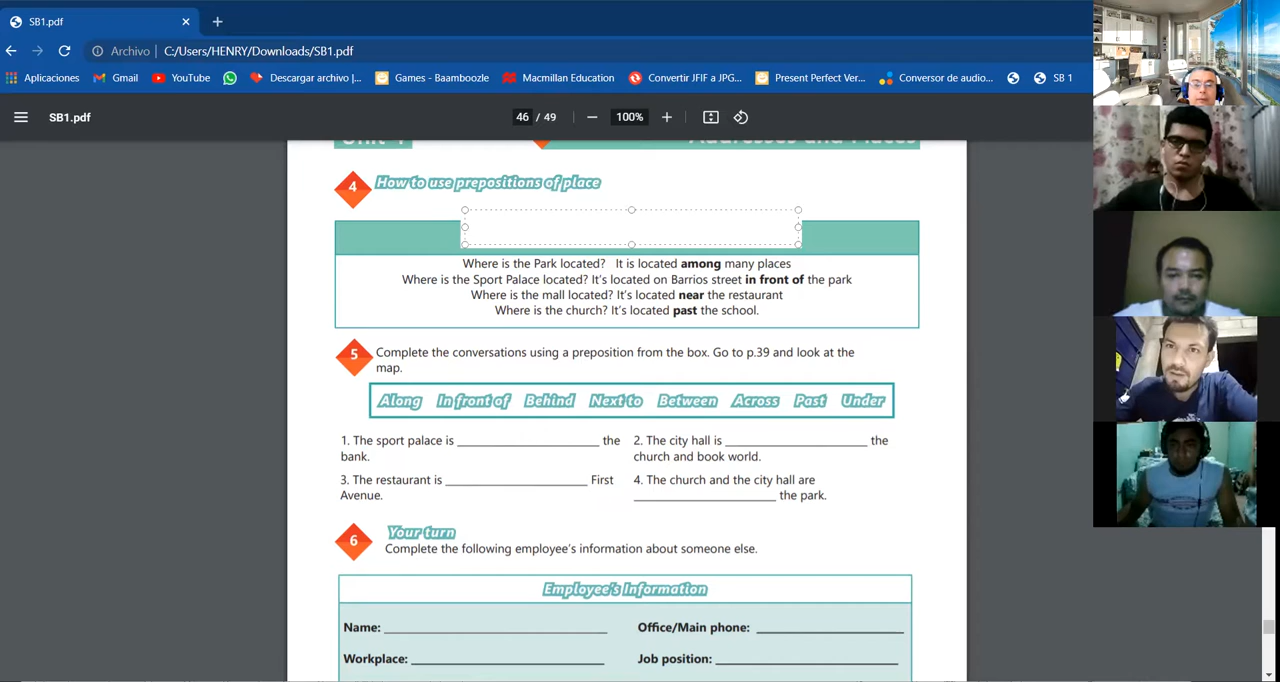 SB1.pdf
Archivo C:/Users/HENRY/Downloads/SB1.pdf
Aplicaciones Gmail YouTube Descargar archivo |... Games - Baamboozle Macmillan Education Convertir JFIF a JPG... Present Perfect Ver... Conversor de audio... SB 1
SB1.pdf 46 / 49 100%
Unit 4 Addresses and Places
4 How to use prepositions of place
Where is the Park located? It is located among many places
Where is the Sport Palace located? It's located on Barrios street in front of the park
Where is the mall located? It's located near the restaurant
Where is the church? It's located past the school.
5 Complete the conversations using a preposition from the box. Go to p.39 and look at the
map.
Along In front of Behind Next to Between Across Past Under
1. The sport palace is ____________________ the
bank.
2. The city hall is ____________________ the
church and book world.
3. The restaurant is ____________________ First
Avenue.
4. The church and the city hall are
____________________ the park.
6 Your turn
Complete the following employee's information about someone else.
Employee's Information
Name: ____________________ Office/Main phone: ____________________
Workplace: ____________________ Job position: ____________________